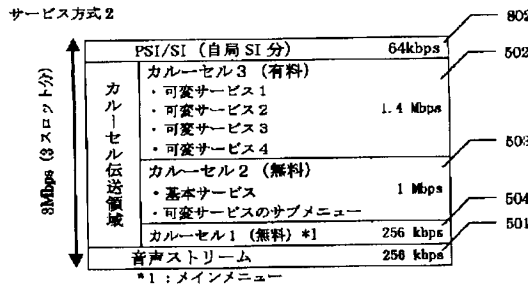 サービス方式2
802
PSI/SI (自局SI分) 64kbps
502
カルーセル3 (有料)
・可変サービス1
・可変サービス2
・可変サービス3
・可変サービス4
1.4 Mbps
カルーセル伝送領域
3Mbps (3スロット分)
503
カルーセル2 (無料)
・基本サービス
・可変サービスのサブメニュー
1 Mbps
504
カルーセル1 (無料) *1 256 kbps
501
音声ストリーム 256 kbps
*1:メインメニュー